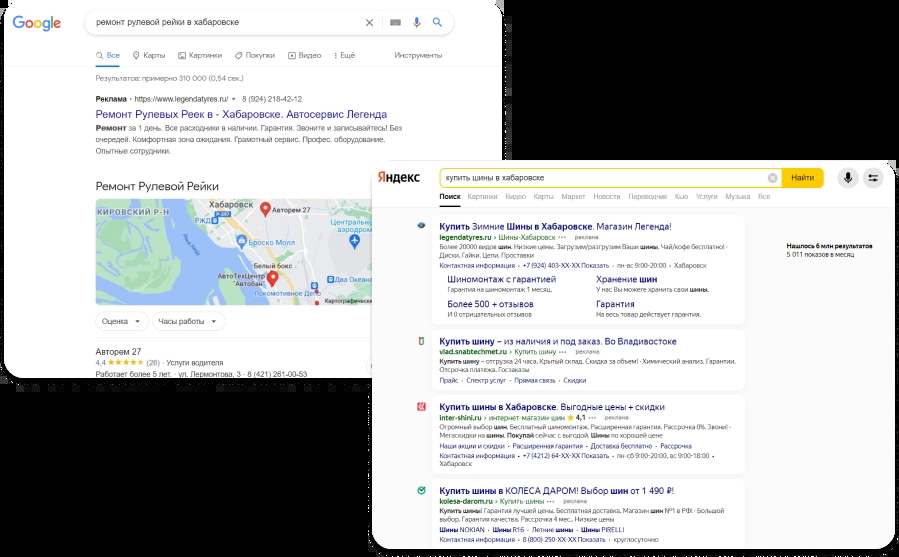 Google
ремонт рулевой рейки в хабаровске
Все Карты Картинки Покупки Видео Ещё Инструменты
Результатов: примерно 310 000 (0,54 сек.)
Реклама · https://www.legendatyres.ru/ 8 (924) 218-42-12
Ремонт Рулевых Реек в - Хабаровске. Автосервис Легенда
Ремонт за 1 день. Все расходники в наличии. Гарантия. Звоните и записывайтесь! Без
очередей. Комфортная зона ожидания. Грамотный сервис. Профес. оборудование.
Опытные сотрудники.
Ремонт Рулевой Рейки
КИРОВСКИЙ Р-Н
Хабаровск
Авторем 27
РЖД
Р-297
Центральн
аэродром
Броско Молл
Белый бокс
АвтоТехЦентр
"Автобан"
Два Океана
Локомотивное Депо
Картографические
Оценка Часы работы
Авторем 27
4,4 (26) · Услуги водителя
Работает более 5 лет. · ул. Лермонтова, 3 · 8 (421) 261-00-53
Яндекс
купить шины в хабаровске
Найти
Поиск Картинки Видео Карты Маркет Новости Переводчик Кью Услуги Музыка Все
Купить Зимние Шины в Хабаровске. Магазин Легенда!
legendatyres.ru › Шины-Хабаровск ••• реклама
Более 20000 видов шин. Низкие цены. Загрузим/разгрузим Ваши шины. Чай/кофе бесплатно! ·
Диски. Гайки. Цепи. Проставки
Контактная информация · +7 (924) 403-XX-XX Показать · пн-вс 9:00-20:00 · Хабаровск
Шиномонтаж с гарантией Хранение шин
Гарантия на шиномонтаж 1 месяц. У нас Вы можете хранить свои шины.
Более 500 + отзывов Гарантия
И 0 отрицательных отзывов На весь товар действует гарантия.
Нашлось 6 млн результатов
5 011 показов в месяц
Купить шину – из наличия и под заказ. Во Владивостоке
vlad.snabtechmet.ru › Купить шину ••• реклама
Купить шину – отгрузка 24 часа. Крытый склад. Скидка за объем! · Химический анализ. Гарантии.
Отсрочка платежа. Госзаказы
Прайс · Спектр услуг · Прямая связь · Скидки
Купить шины в Хабаровске. Выгодные цены + скидки
inter-shini.ru › интернет-магазин-шин 4,1 ••• реклама
Огромный выбор шин. Бесплатный шиномонтаж. Расширенная гарантия. Рассрочка 0%. Звони! ·
Мегаскидки на шины. Покупай сейчас с выгодой. Шины по хорошей цене
Наши акции и скидки · Расширенная гарантия · Доставка бесплатно · Рассрочка
Контактная информация · +7 (4212) 64-XX-XX Показать · пн-сб 9:00-20:00, вс 9:00-18:00 ·
Хабаровск
Купить шины в КОЛЕСА ДАРОМ! Выбор шин от 1 490 ₽!
kolesa-darom.ru › Купить-шины ••• реклама
Купить шины! Гарантия лучшей цены. Бесплатная доставка. Магазин шин №1 в РФ! · Большой
выбор. Гарантия качества. Рассрочка 4 мес.. Низкие цены
Шины NOKIAN · Шины R16 · Летние шины · Шины PIRELLI
Контактная информация · 8 (800) 250-XX-XX Показать · круглосуточно